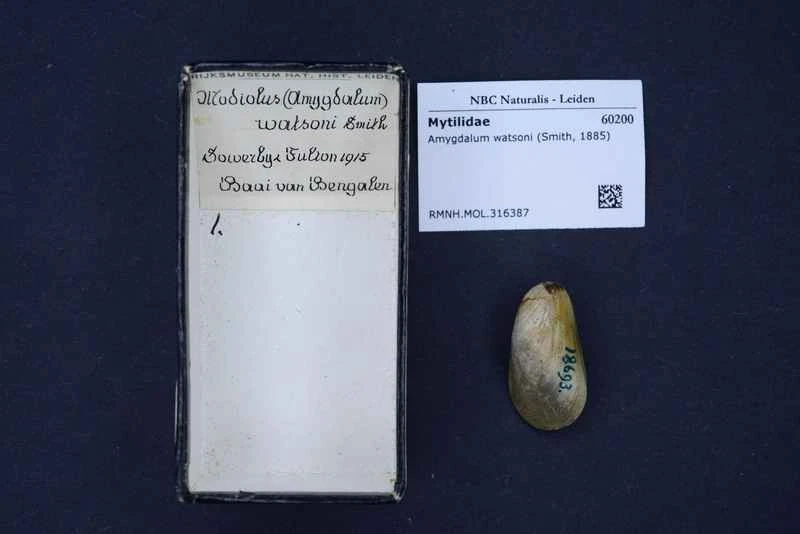 RIJKSMUSEUM NAT. HIST. LEIDEN
Modiolus (Amygdalum)
watsoni Smith
Sowerby & Fulton 1915
Baai van Bengalen
1.
NBC Naturalis - Leiden
Mytilidae 60200
Amygdalum watsoni (Smith, 1885)
RMNH.MOL.316387
18693.